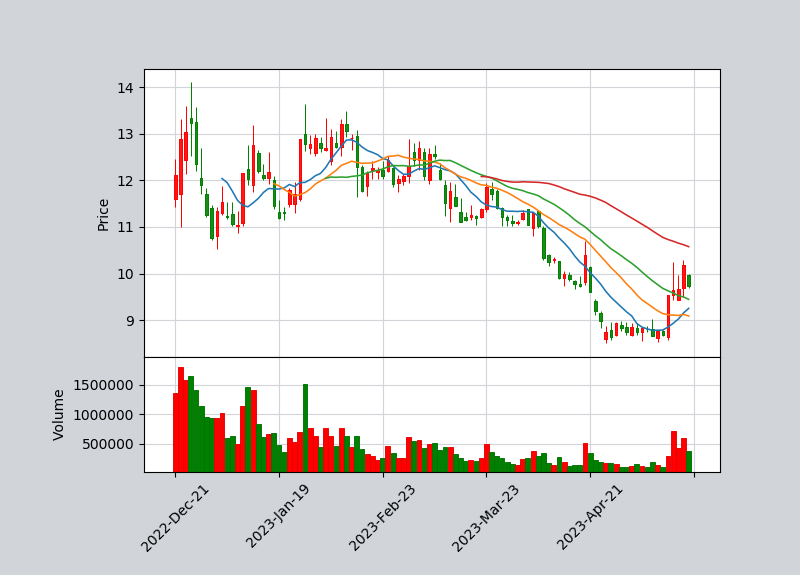 14
13
12
11
10
9
Price
1500000
1000000
500000
Volume
2022-Dec-21
2023-Jan-19
2023-Feb-23
2023-Mar-23
2023-Apr-21